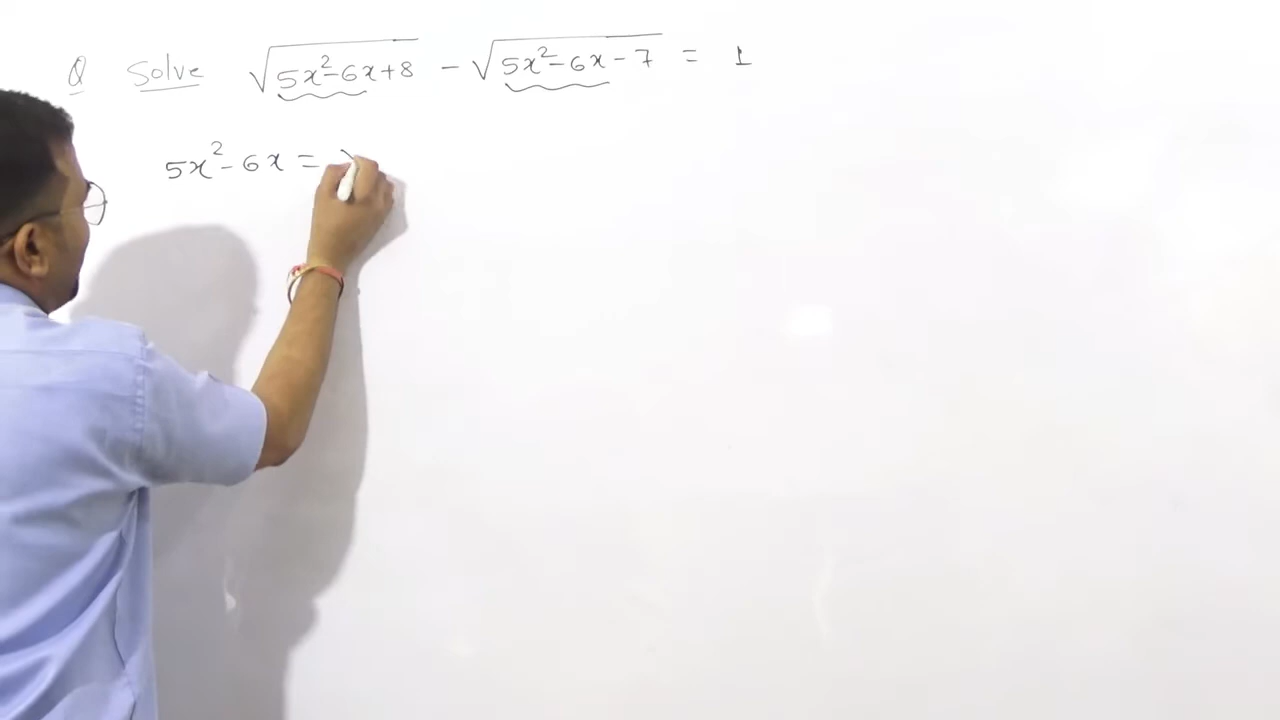 Q Solve √(5x²-6x+8) - √(5x²-6x-7) = 1
5x²-6x =